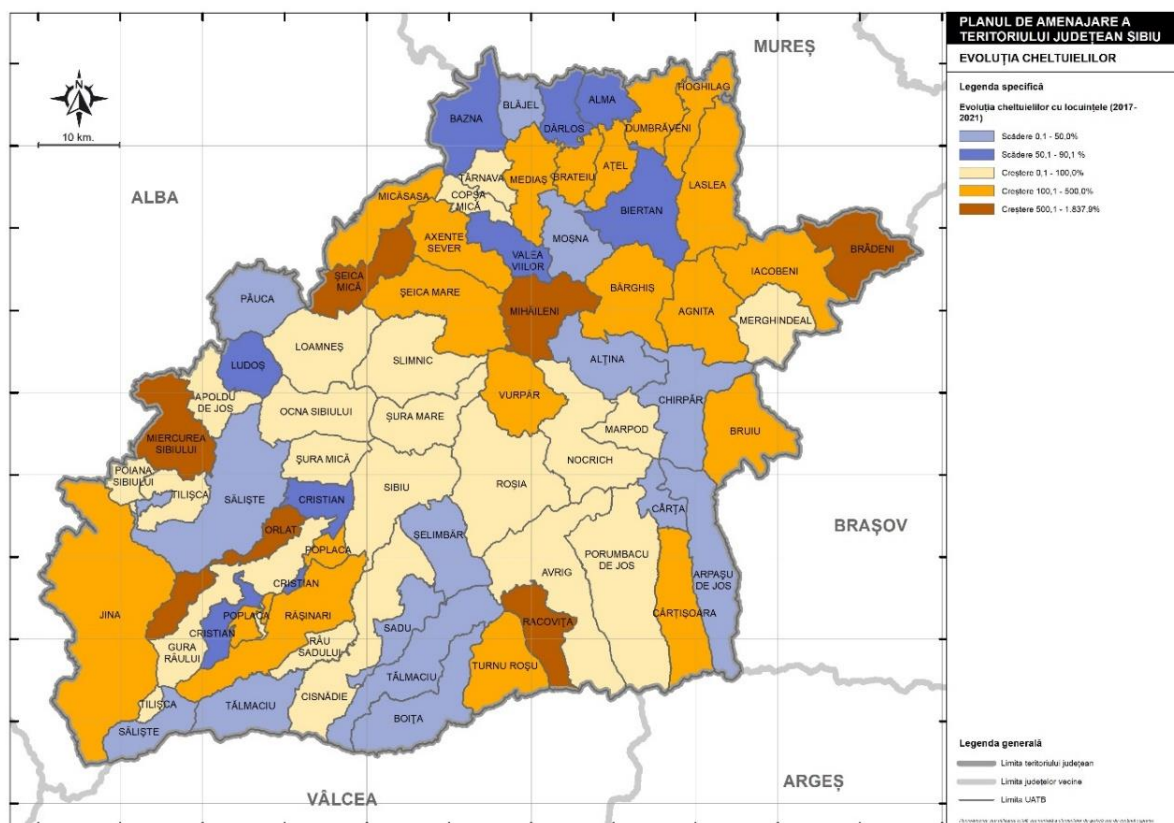 PLANUL DE AMENAJARE A
TERITORIULUI JUDEȚEAN SIBIU
EVOLUȚIA CHELTUIELILOR
Legenda specifică
Evoluția cheltuielilor cu locuințele (2017-
2021)
Scădere 0,1 - 50,0%
Scădere 50,1 - 90,1 %
Creștere 0,1 - 100,0%
Creștere 100,1 - 500,0%
Creștere 500,1 - 1.837,9%
N
10 km.
MUREȘ
ALBA
BRAȘOV
ARGEȘ
VÂLCEA
HOGHILAG
BLĂJEL
ALMA
BAZNA
DÂRLOS
DUMBRĂVENI
TÂRNAVA
MEDIAȘ
BRATEIU
AȚEL
LASLEA
MICĂSASA
COPȘA
MICĂ
BIERTAN
AXENTE
SEVER
MOȘNA
BRĂDENI
VALEA
VIILOR
IACOBENI
ȘEICA
MICĂ
ȘEICA MARE
BÂRGHIȘ
PĂUCA
MIHĂILENI
AGNITA
MERGHINDEAL
LOAMNEȘ
SLIMNIC
ALȚINA
LUDOȘ
APOLDU
DE JOS
VURPĂR
CHIRPĂR
OCNA SIBIULUI
ȘURA MARE
MARPOD
BRUIU
MIERCUREA
SIBIULUI
ȘURA MICĂ
NOCRICH
POIANA
SIBIULUI
TILIȘCA
SĂLIȘTE
CRISTIAN
SIBIU
ROȘIA
CÂRȚA
ORLAT
ȘELIMBĂR
POPLACA
PORUMBACU
DE JOS
AVRIG
ARPAȘU
DE JOS
CRISTIAN
JINA
POPLACA
RĂȘINARI
CÂRȚIȘOARA
RACOVIȚA
CRISTIAN
SADU
GURA
RÂULUI
RÂU
SADULUI
TURNU ROȘU
TĂLMACIU
CISNĂDIE
TILIȘCA
TĂLMACIU
BOIȚA
SĂLIȘTE
Legenda generală
Limita teritoriului județean
Limita județelor vecine
Limita UATB